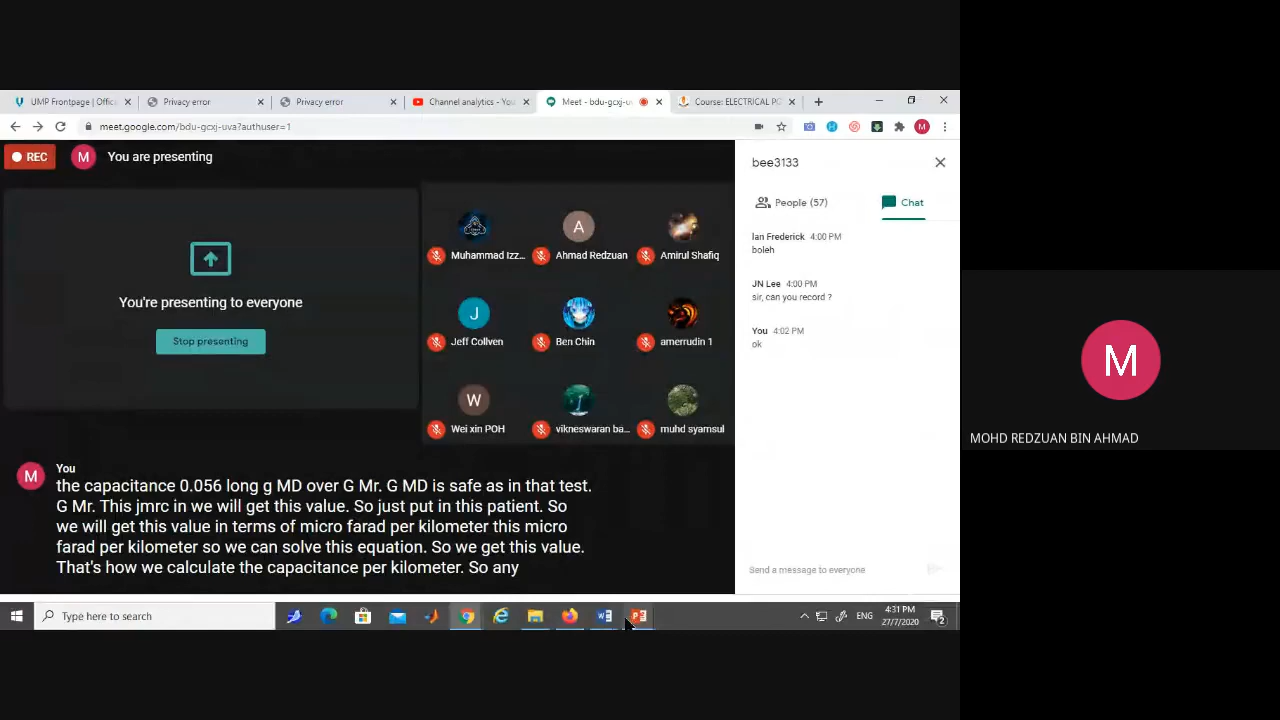 UMP Frontpage | Offic
Privacy error
Privacy error
Channel analytics - You
Meet - bdu-gcxj-uv
Course: ELECTRICAL PO
meet.google.com/bdu-gcxj-uva?authuser=1
M
REC
M
You are presenting
You're presenting to everyone
Stop presenting
A
Muhammad Izz...
Ahmad Redzuan
Amirul Shafiq
J
Jeff Collven
Ben Chin
amerrudin 1
W
Wei xin POH
vikneswaran ba...
muhd syamsul
M
You
the capacitance 0.056 long g MD over G Mr. G MD is safe as in that test.
G Mr. This jmrc in we will get this value. So just put in this patient. So
we will get this value in terms of micro farad per kilometer this micro
farad per kilometer so we can solve this equation. So we get this value.
That's how we calculate the capacitance per kilometer. So any
bee3133
People (57)
Chat
Ian Frederick 4:00 PM
boleh
JN Lee 4:00 PM
sir, can you record ?
You 4:02 PM
ok
Send a message to everyone
Type here to search
ENG
4:31 PM
27/7/2020
2
M
MOHD REDZUAN BIN AHMAD